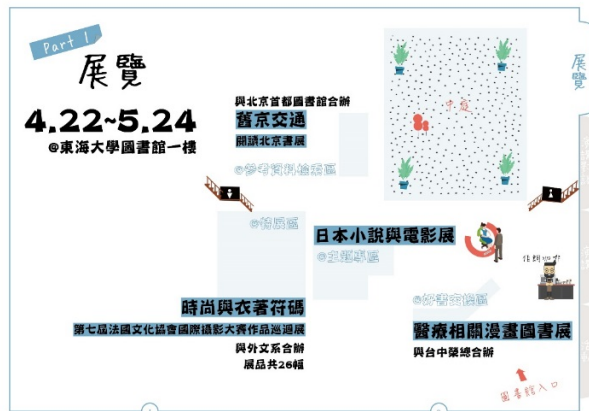 Part 1
展覽
4.22~5.24
@東海大學圖書館一樓
與北京首都圖書館合辦
舊京交通
閱讀北京書展
@參考資料檢索區
中庭
展覽
@特展區
日本小說與電影展
@主題專區
時尚與衣著符碼
第七屆法國文化協會國際攝影大賽作品巡迴展
與外文系合辦
展品共26幅
@好書交換區
醫療相關漫畫圖書展
與台中榮總合辦
圖書館入口